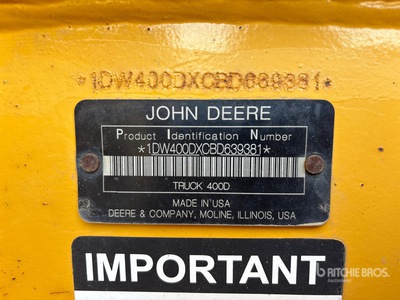 *1DW400DXCBD639381*
JOHN DEERE
Product Identification Number
*1DW400DXCBD639381*
TRUCK 400D
MADE IN USA
DEERE & COMPANY, MOLINE, ILLINOIS, USA
IMPORTANT
RITCHIE BROS.
Auctioneers